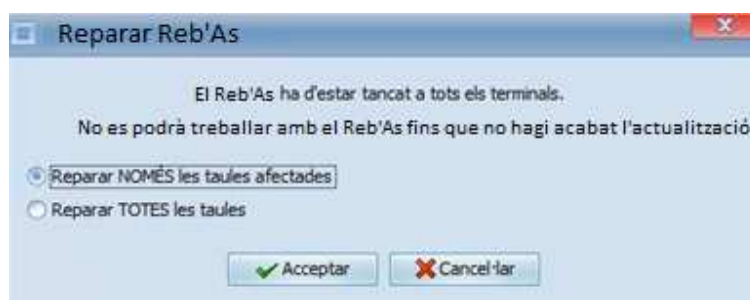 Reparar Reb'As
El Reb'As ha d'estar tancat a tots els terminals.
No es podrà treballar amb el Reb'As fins que no hagi acabat l'actualització
Reparar NOMÉS les taules afectades
Reparar TOTES les taules
Acceptar Cancel·lar